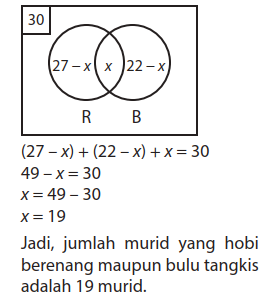 30
27 – x x 22 – x
R B
(27 – x) + (22 – x) + x = 30
49 – x = 30
x = 49 – 30
x = 19
Jadi, jumlah murid yang hobi
berenang maupun bulu tangkis
adalah 19 murid.